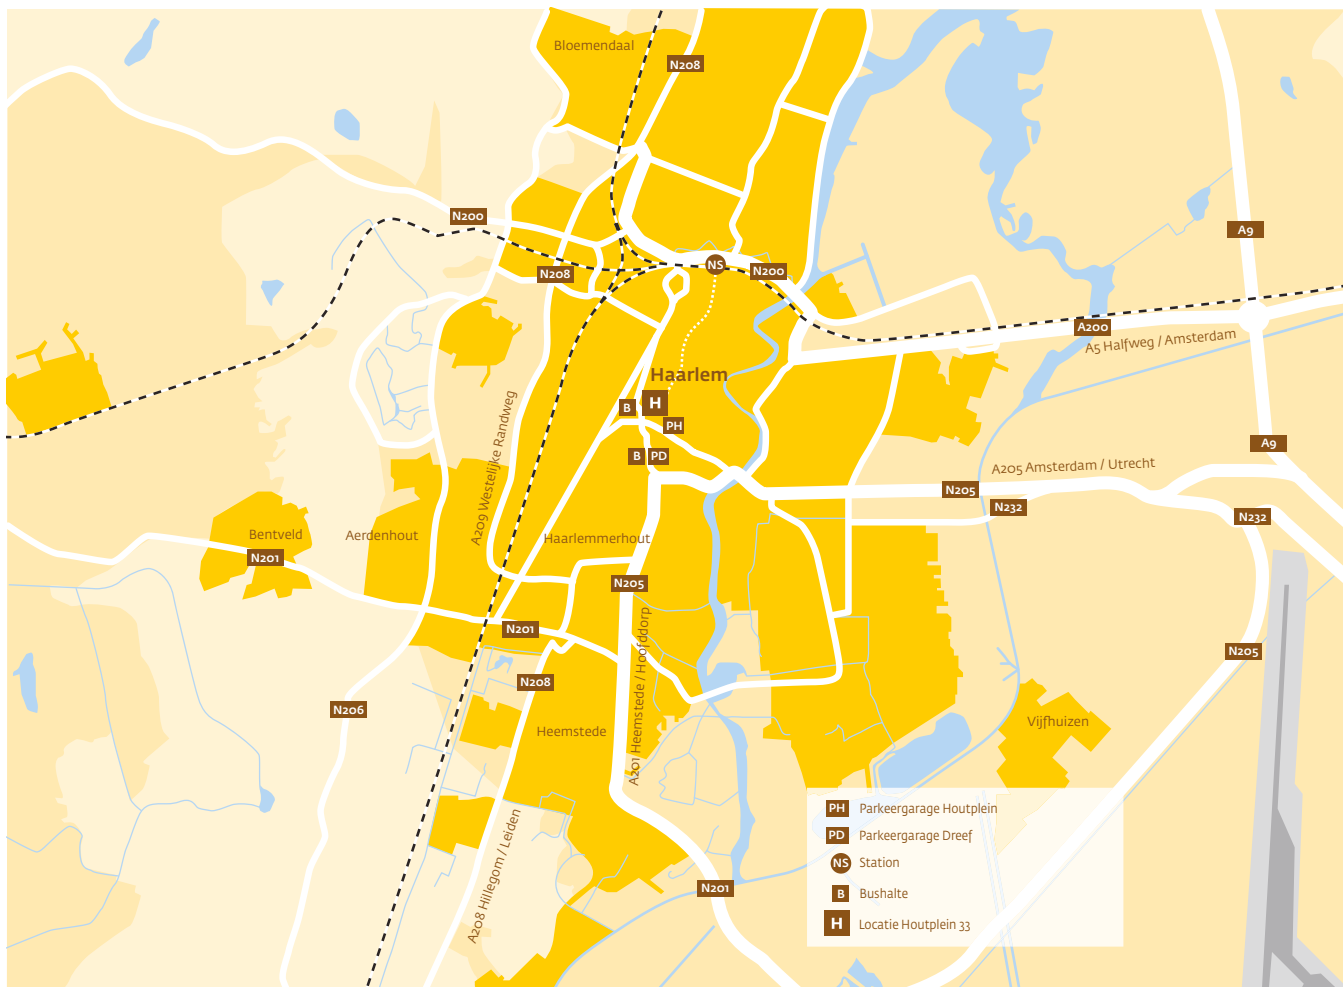 Bloemendaal
N208
N200
A9
N208
NS
N200
A200
A5 Halfweg / Amsterdam
Haarlem
B
H
PH
A9
B
PD
A205 Amsterdam / Utrecht
N205
N232
N232
A209 Westelijke Randweg
Bentveld
Aerdenhout
Haarlemmerhout
N201
N205
N201
A201 Heemstede / Hoofddorp
N205
N208
N206
Heemstede
Vijfhuizen
A208 Hillegom / Leiden
N201
PH Parkeergarage Houtplein
PD Parkeergarage Dreef
NS Station
B Bushalte
H Locatie Houtplein 33